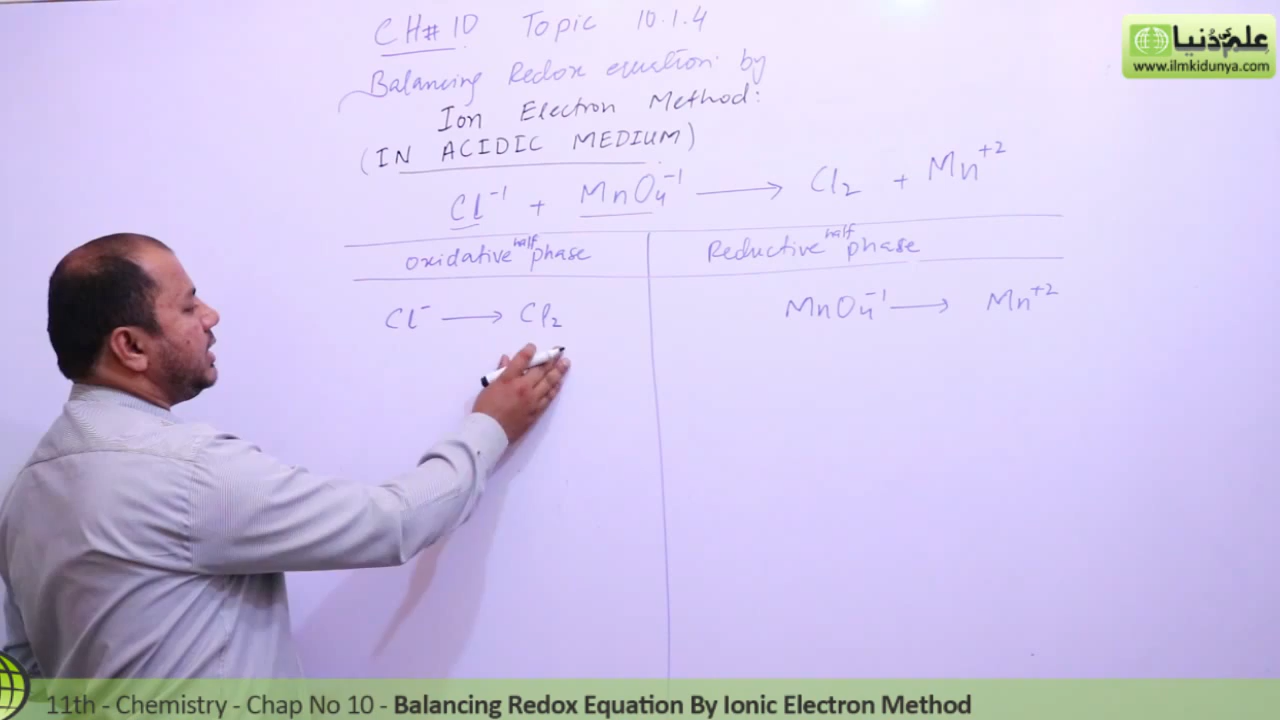 CH# 10 Topic 10.1.4
علم کی دُنیا
www.ilmkidunya.com
Balancing Redox equation by
Ion Electron Method:
(IN ACIDIC MEDIUM)
Cl⁻¹ + MnO₄⁻¹ ⟶ Cl₂ + Mn⁺²
oxidative half phase Reductive half phase
Cl⁻ ⟶ Cl₂ MnO₄⁻¹ ⟶ Mn⁺²
11th - Chemistry - Chap No 10 - Balancing Redox Equation By Ionic Electron Method